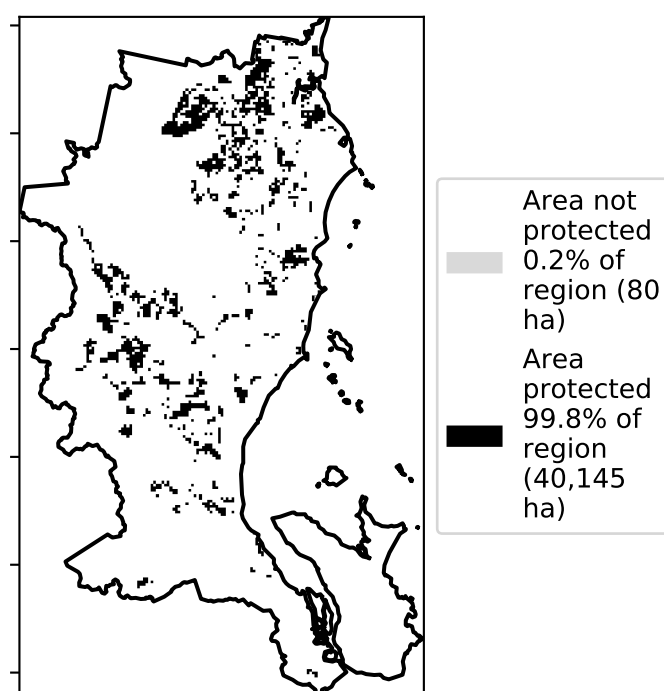 Area not
protected
0.2% of
region (80
ha)
Area
protected
99.8% of
region
(40,145
ha)